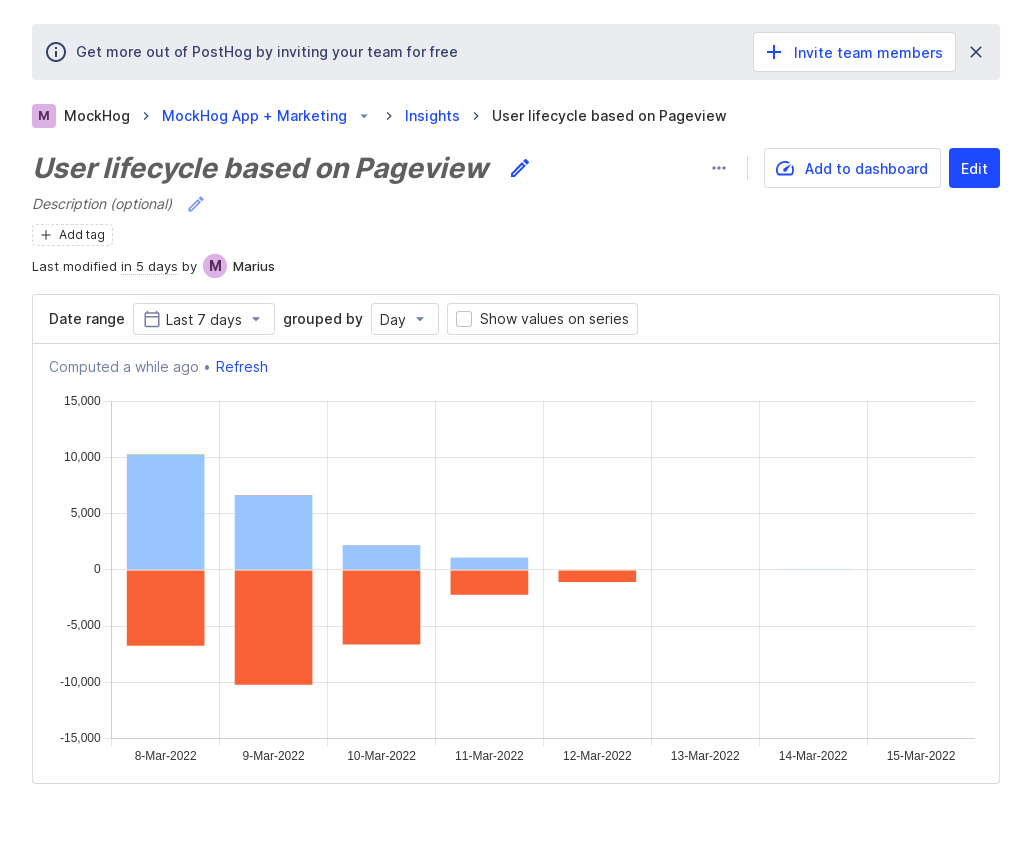 Get more out of PostHog by inviting your team for free
Invite team members
M MockHog > MockHog App + Marketing > Insights > User lifecycle based on Pageview
User lifecycle based on Pageview
Add to dashboard
Edit
Description (optional)
Add tag
Last modified in 5 days by M Marius
Date range Last 7 days grouped by Day Show values on series
Computed a while ago • Refresh
15,000
10,000
5,000
0
-5,000
-10,000
-15,000
8-Mar-2022 9-Mar-2022 10-Mar-2022 11-Mar-2022 12-Mar-2022 13-Mar-2022 14-Mar-2022 15-Mar-2022